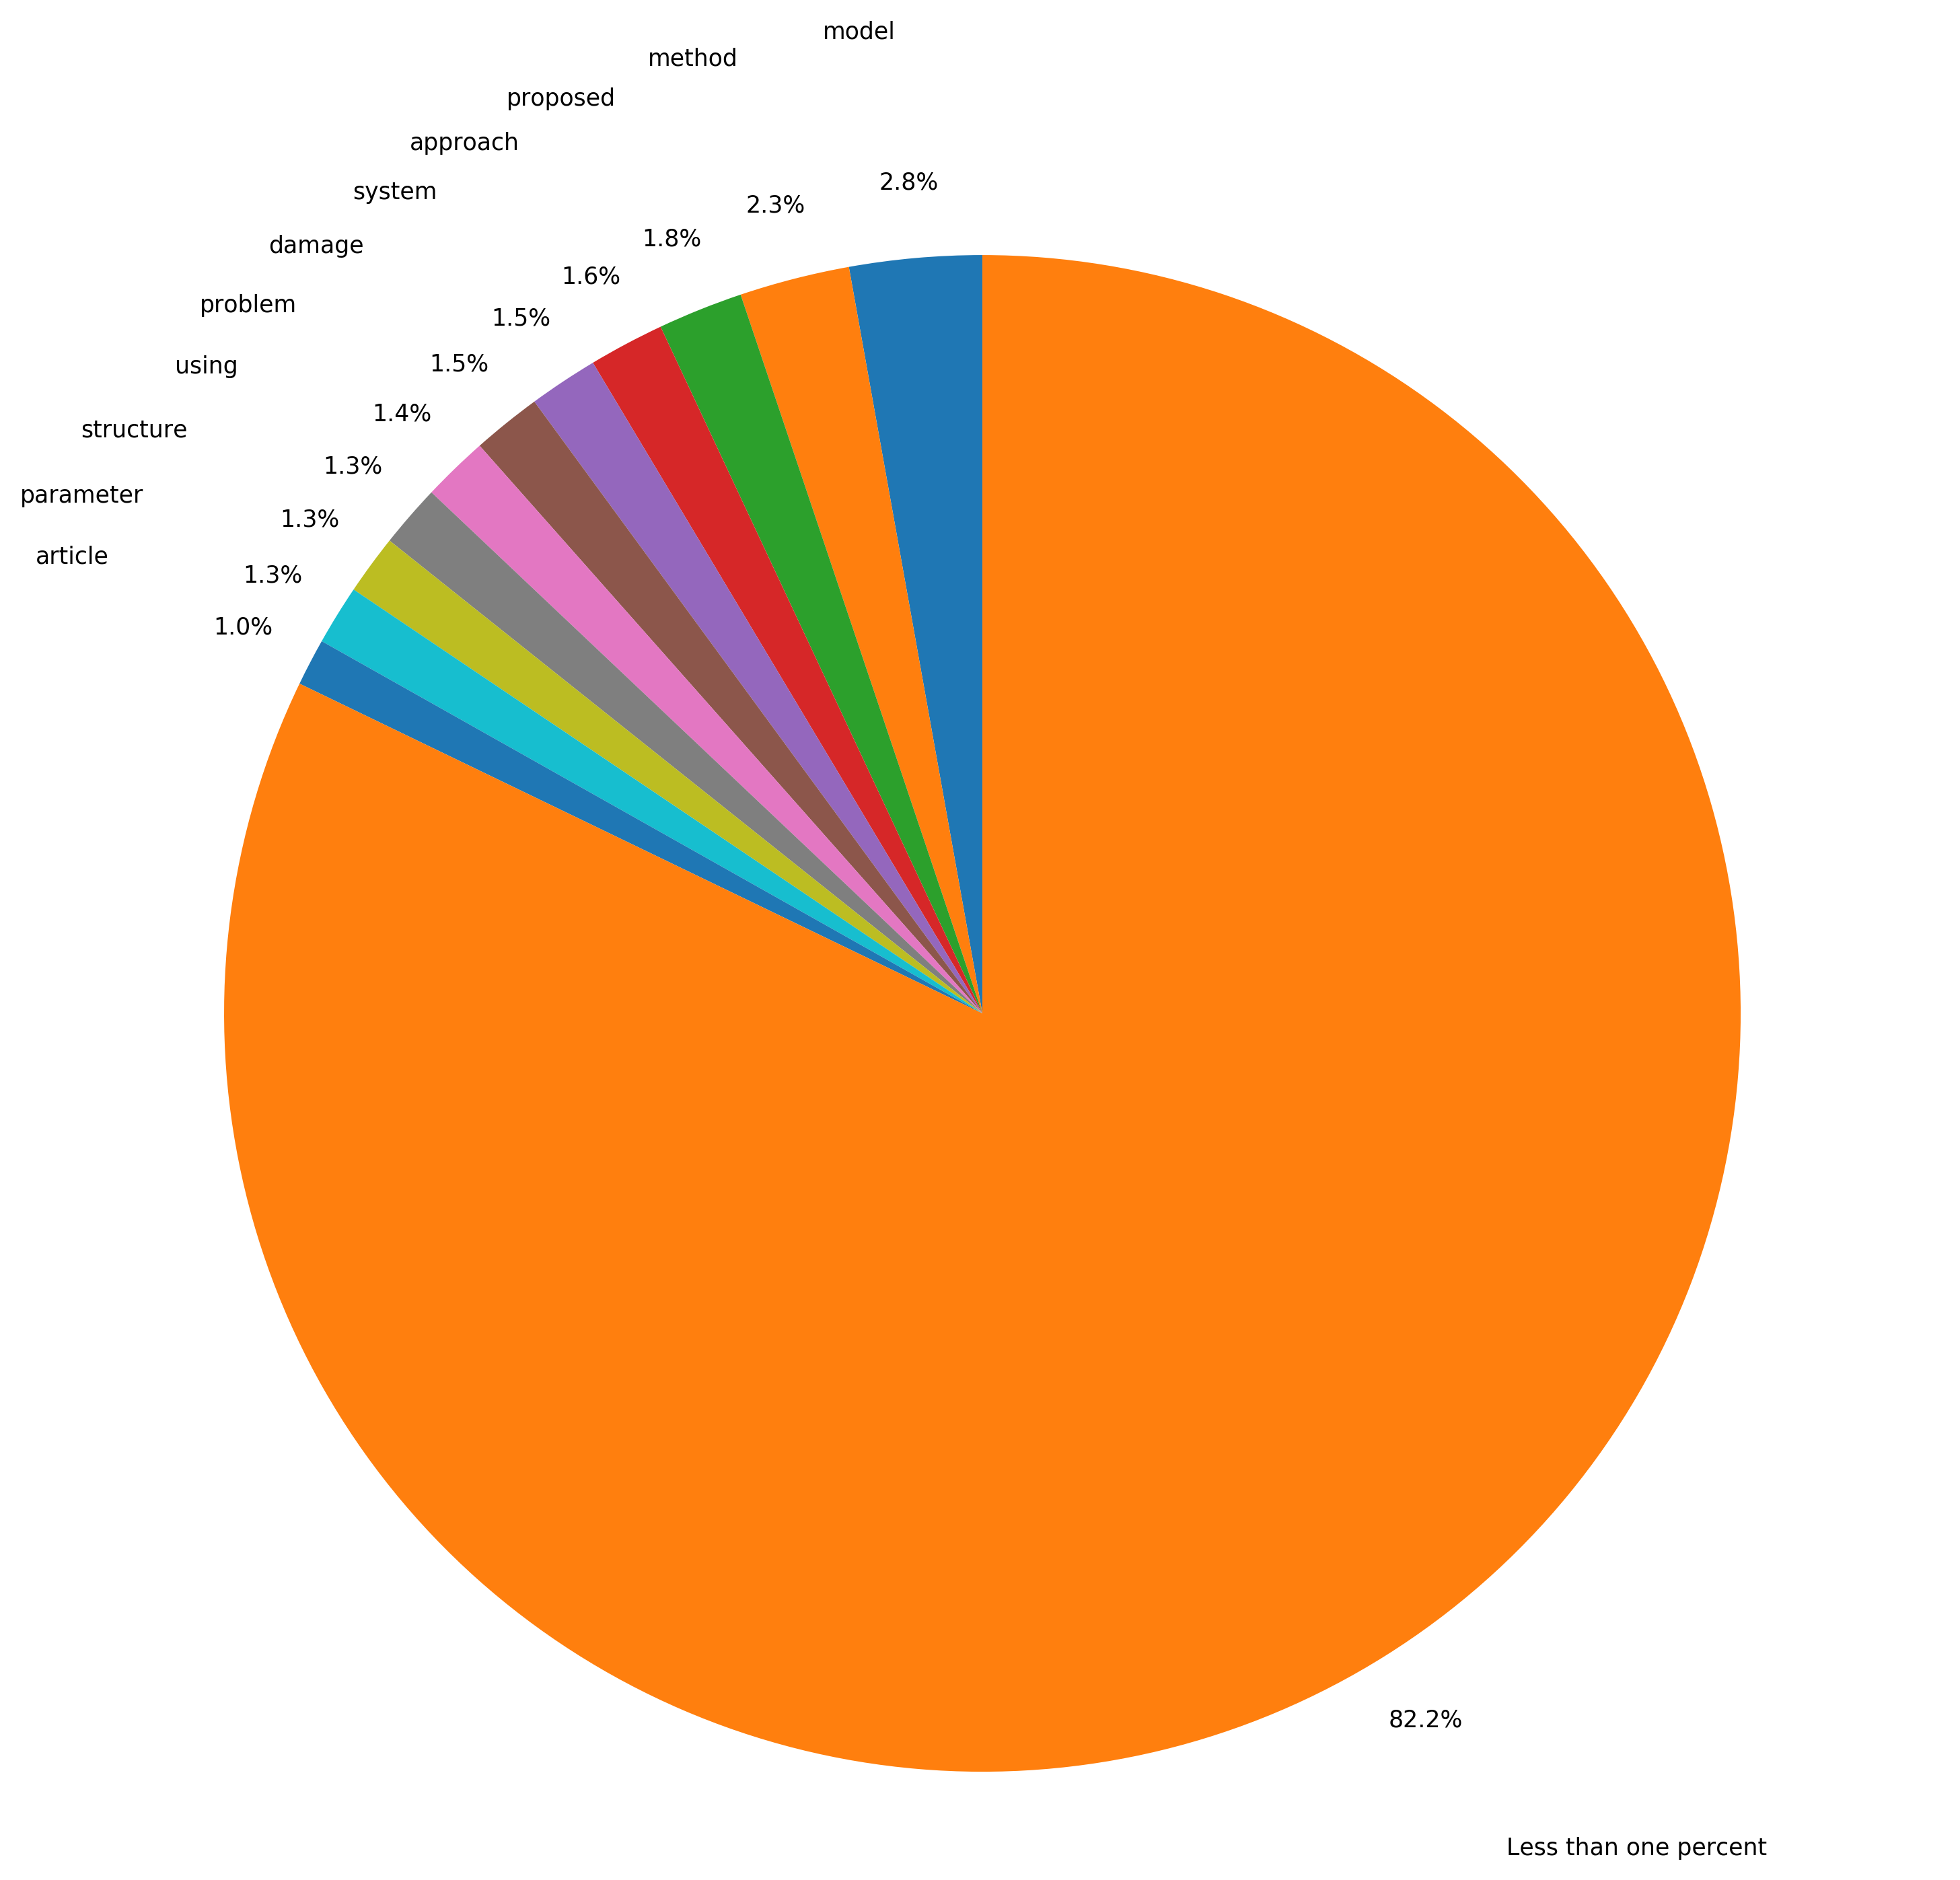 model
method
proposed
approach
system
damage
problem
using
structure
parameter
article
2.8%
2.3%
1.8%
1.6%
1.5%
1.5%
1.4%
1.3%
1.3%
1.3%
1.0%
82.2%
Less than one percent